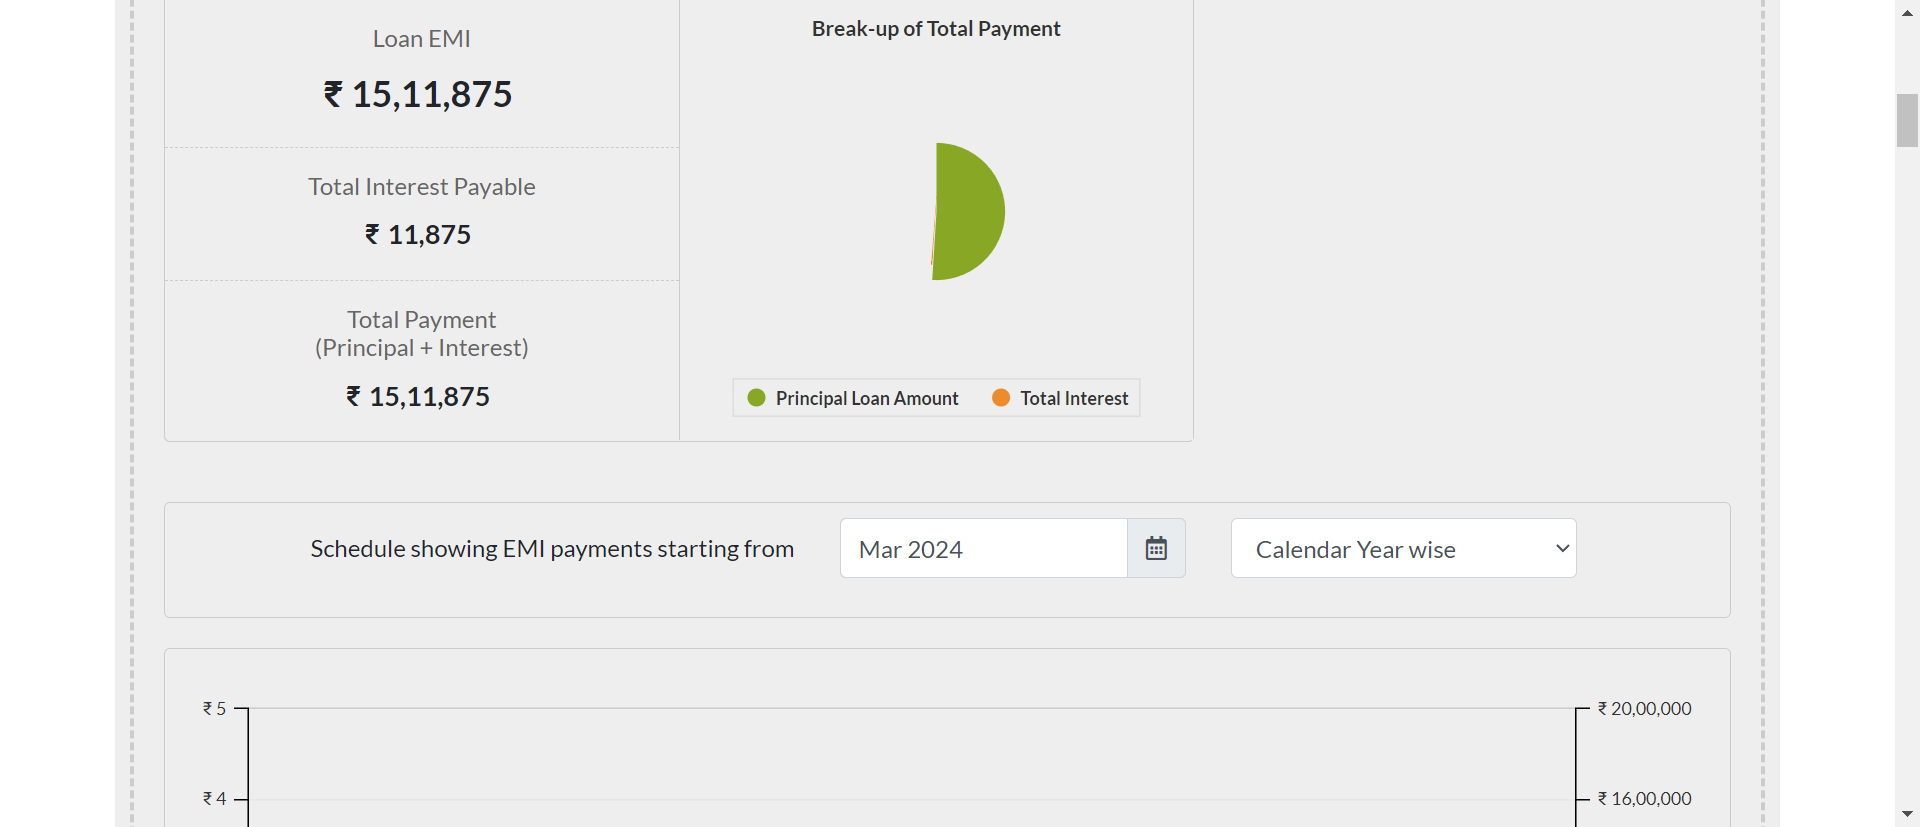 Loan EMI
₹ 15,11,875
Total Interest Payable
₹ 11,875
Total Payment
(Principal + Interest)
₹ 15,11,875
Break-up of Total Payment
Principal Loan Amount
Total Interest
Schedule showing EMI payments starting from
Mar 2024
Calendar Year wise
₹ 5
₹ 20,00,000
₹ 4
₹ 16,00,000